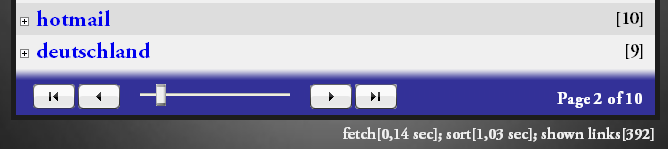 hotmail [10]
deutschland [9]
Page 2 of 10
fetch[0,14 sec]; sort[1,03 sec]; shown links[392]